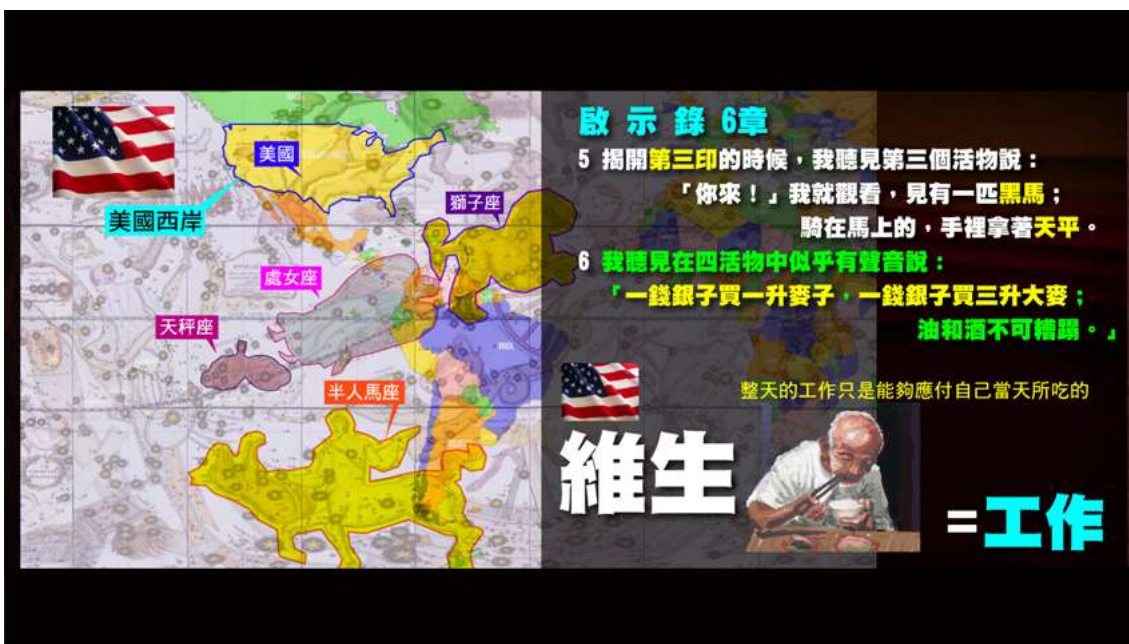 美國
美國西岸
獅子座
處女座
天秤座
半人馬座
啟示錄 6章
5 揭開第三印的時候，我聽見第三個活物說：
「你來！」我就觀看，見有一匹黑馬；
騎在馬上的，手裡拿著天平。
6 我聽見在四活物中似乎有聲音說：
「一錢銀子買一升麥子，一錢銀子買三升大麥；
油和酒不可糟蹋。」
整天的工作只是能夠應付自己當天所吃的
維生
=工作